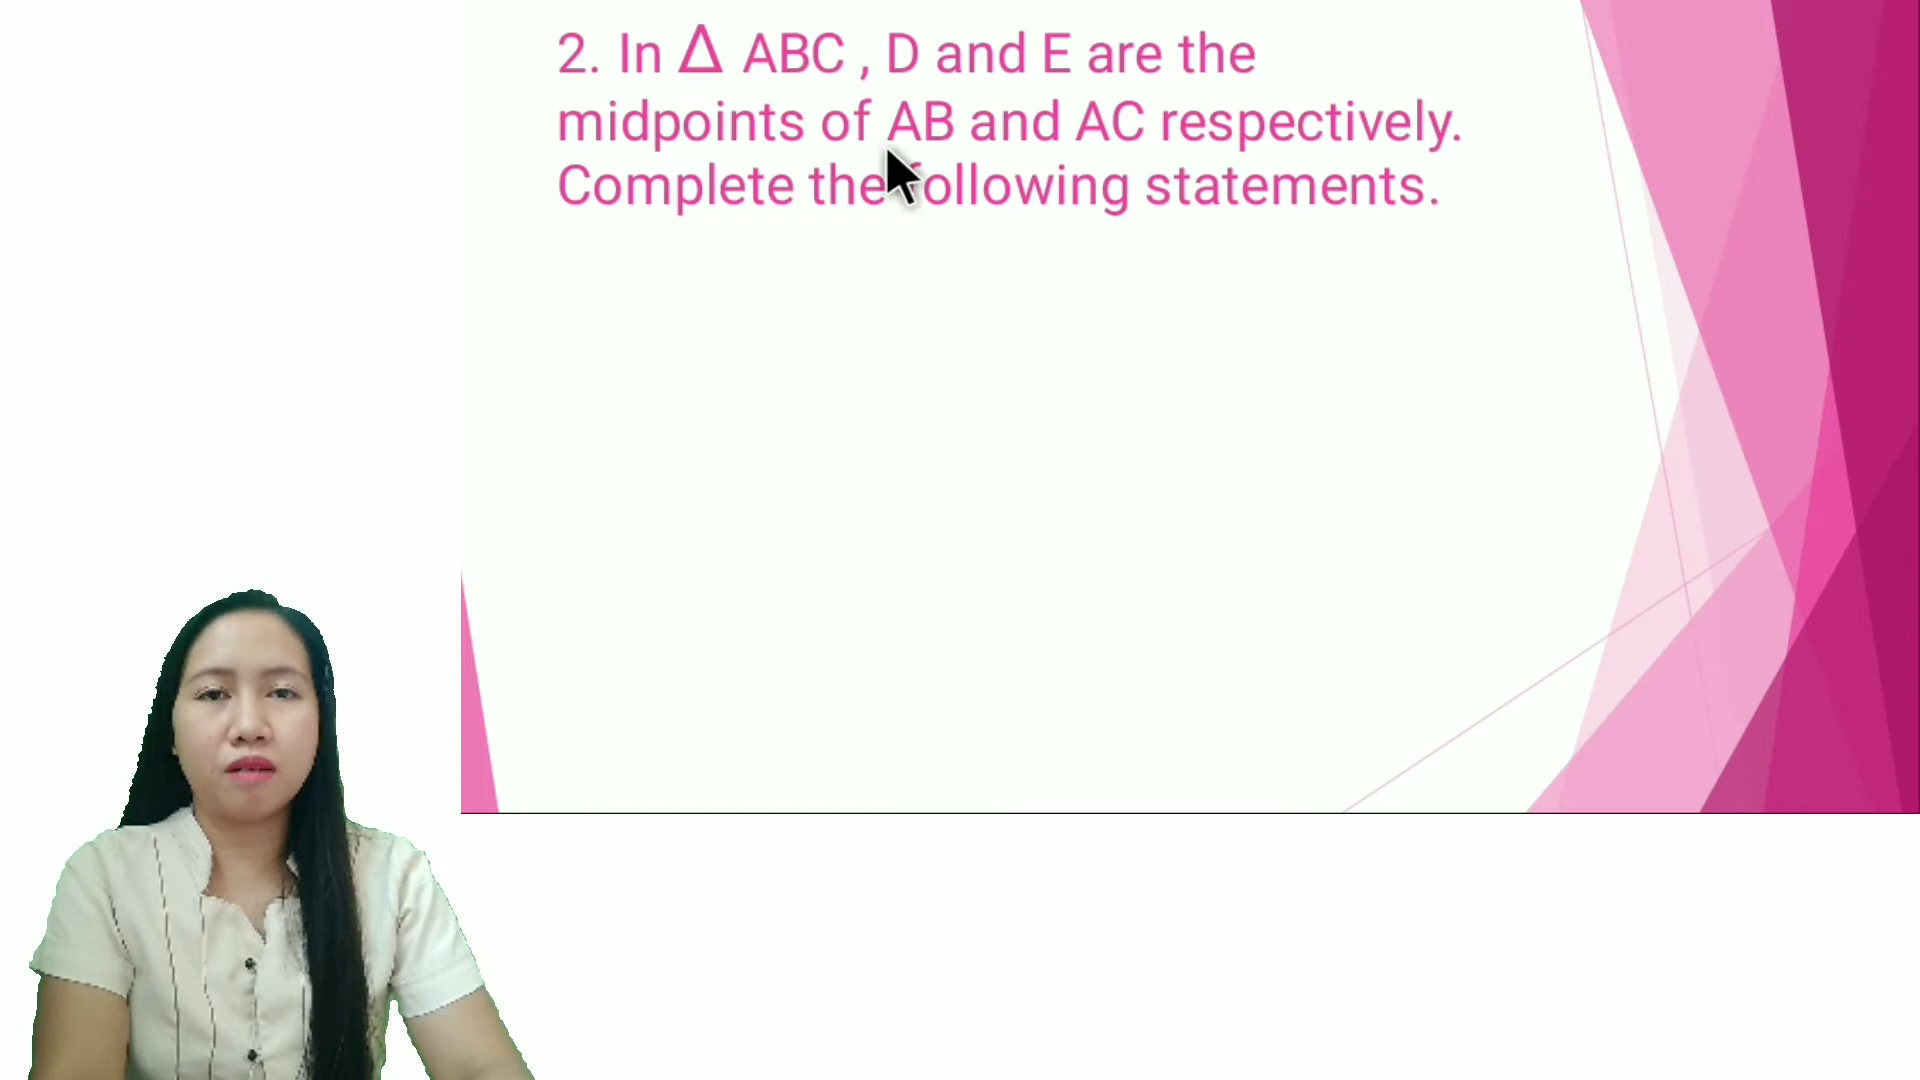 2. In Δ ABC , D and E are the
midpoints of AB and AC respectively.
Complete the following statements.